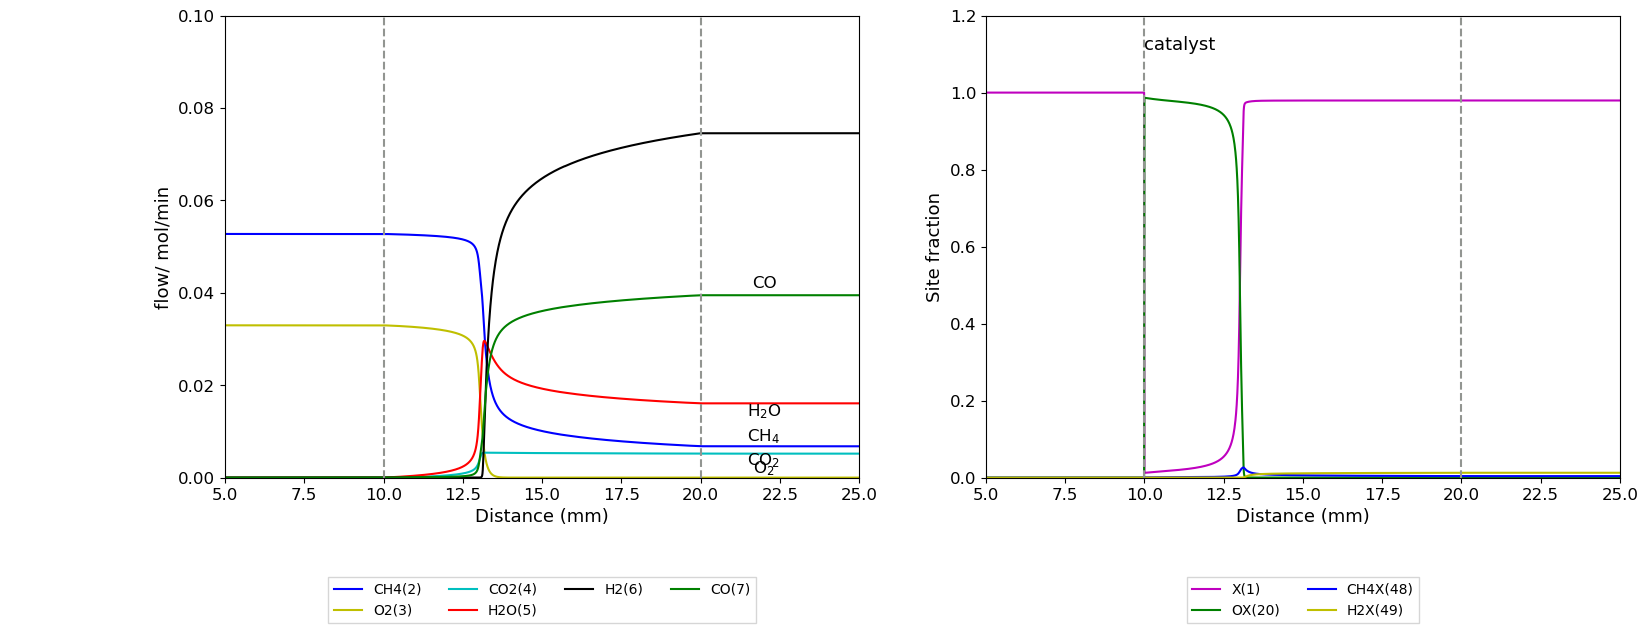 0.10
0.08
0.06
0.04
0.02
0.00
flow/ mol/min
CO
H₂O
CH₄
CO₂
O₂
5.0 7.5 10.0 12.5 15.0 17.5 20.0 22.5 25.0
Distance (mm)
CH4(2) CO2(4) H2(6) CO(7)
O2(3) H2O(5)
1.2
1.0
0.8
0.6
0.4
0.2
0.0
Site fraction
catalyst
5.0 7.5 10.0 12.5 15.0 17.5 20.0 22.5 25.0
Distance (mm)
X(1) CH4X(48)
OX(20) H2X(49)